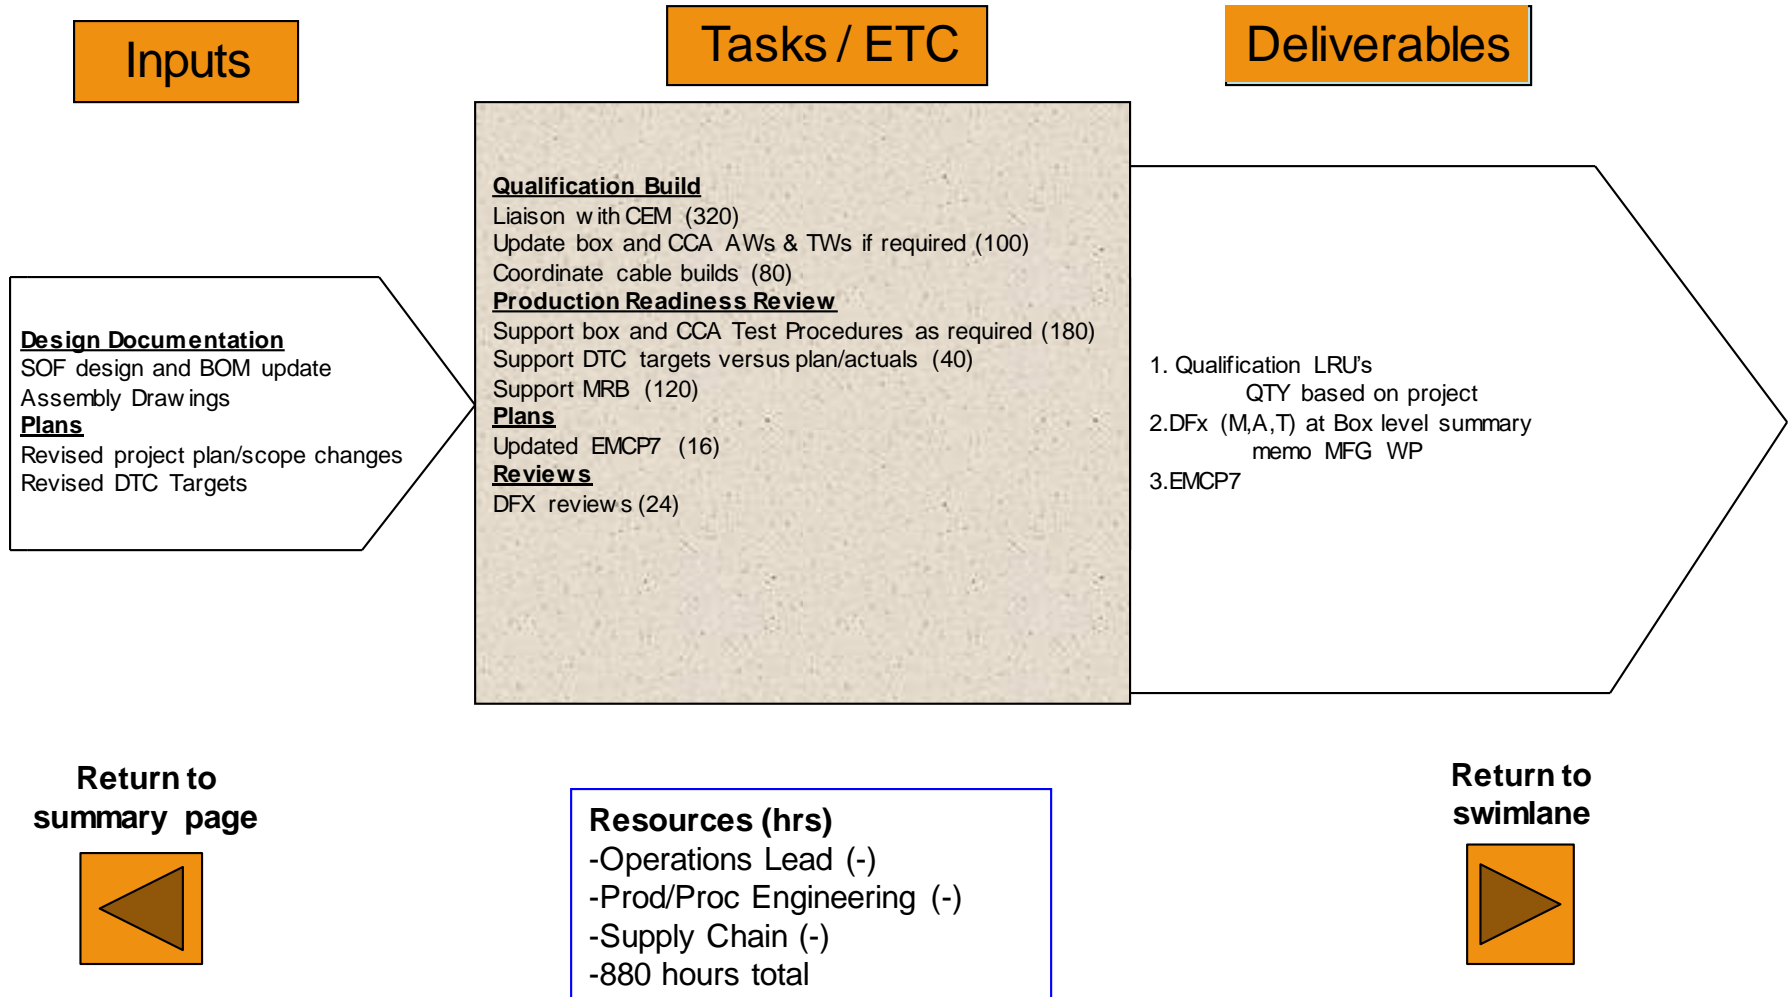 Inputs
Tasks / ETC
Deliverables
Design Documentation
SOF design and BOM update
Assembly Drawings
Plans
Revised project plan/scope changes
Revised DTC Targets
Qualification Build
Liaison with CEM (320)
Update box and CCA AWs & TWs if required (100)
Coordinate cable builds (80)
Production Readiness Review
Support box and CCA Test Procedures as required (180)
Support DTC targets versus plan/actuals (40)
Support MRB (120)
Plans
Updated EMCP7 (16)
Reviews
DFX reviews (24)
1. Qualification LRU's
QTY based on project
2.DFx (M,A,T) at Box level summary
memo MFG WP
3.EMCP7
Return to
summary page
Resources (hrs)
-Operations Lead (-)
-Prod/Proc Engineering (-)
-Supply Chain (-)
-880 hours total
Return to
swimlane